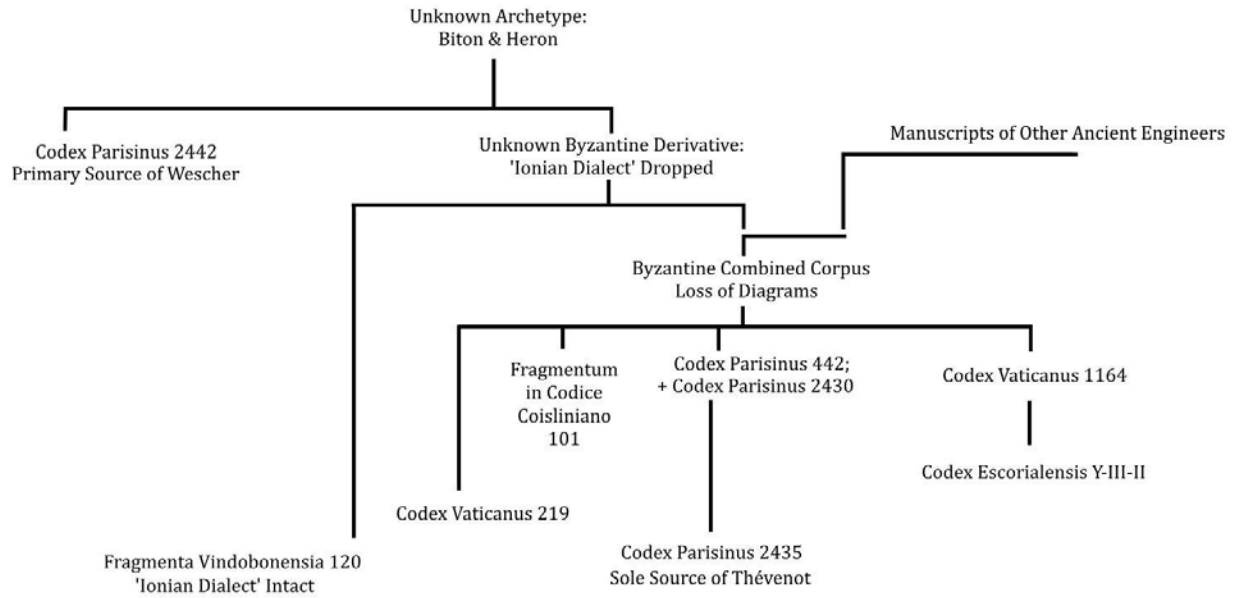 Unknown Archetype:
Biton & Heron
Codex Parisinus 2442
Primary Source of Wescher
Unknown Byzantine Derivative:
'Ionian Dialect' Dropped
Manuscripts of Other Ancient Engineers
Byzantine Combined Corpus
Loss of Diagrams
Fragmentum
in Codice
Coisliniano
101
Codex Parisinus 442;
+ Codex Parisinus 2430
Codex Vaticanus 1164
Codex Escorialensis Y-III-II
Codex Vaticanus 219
Fragmenta Vindobonensia 120
'Ionian Dialect' Intact
Codex Parisinus 2435
Sole Source of Thévenot